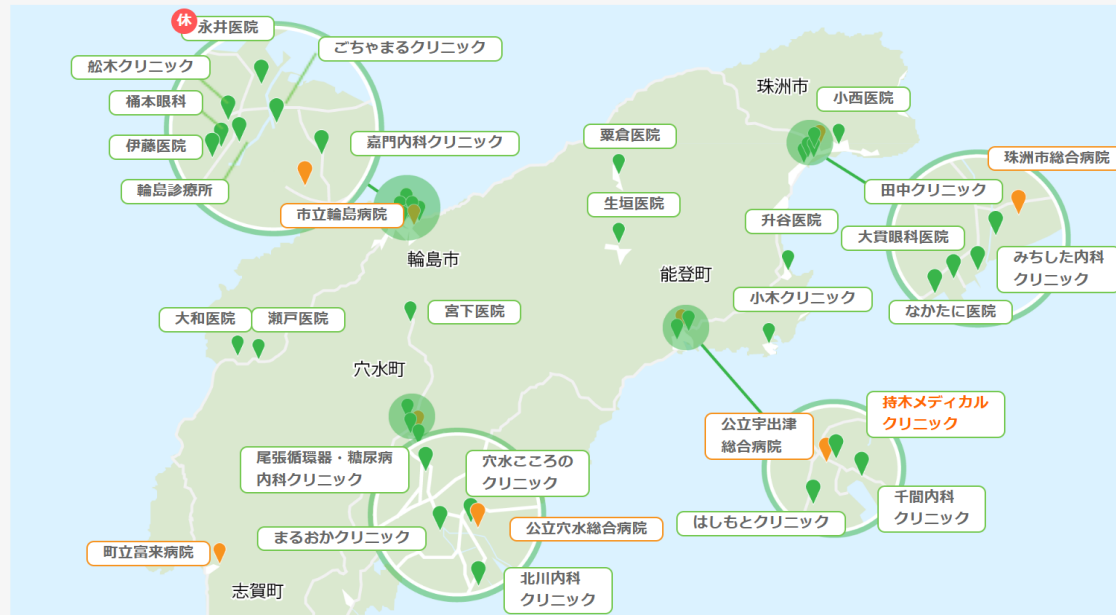 休
永井医院
ごちゃまるクリニック
舩木クリニック
桶本眼科
伊藤医院
輪島診療所
嘉門内科クリニック
市立輪島病院
輪島市
粟倉医院
生垣医院
珠洲市
小西医院
珠洲市総合病院
田中クリニック
大貫眼科医院
みちした内科
クリニック
なかたに医院
升谷医院
能登町
小木クリニック
大和医院
瀬戸医院
宮下医院
穴水町
尾張循環器・糖尿病
内科クリニック
穴水こころの
クリニック
まるおかクリニック
公立穴水総合病院
北川内科
クリニック
町立富来病院
志賀町
公立宇出津
総合病院
持木メディカル
クリニック
千間内科
クリニック
はしもとクリニック